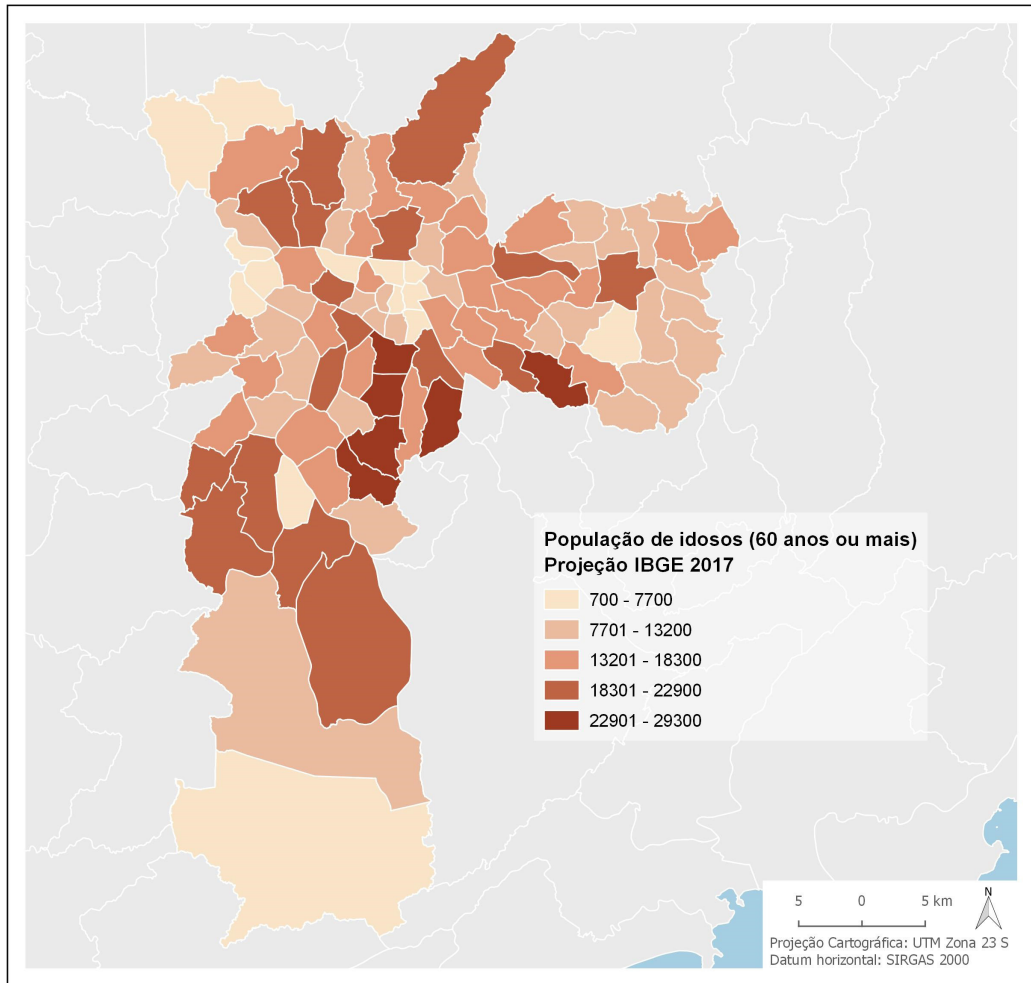 População de idosos (60 anos ou mais)
Projeção IBGE 2017
700 - 7700
7701 - 13200
13201 - 18300
18301 - 22900
22901 - 29300
N
5 0 5 km
Projeção Cartográfica: UTM Zona 23 S
Datum horizontal: SIRGAS 2000